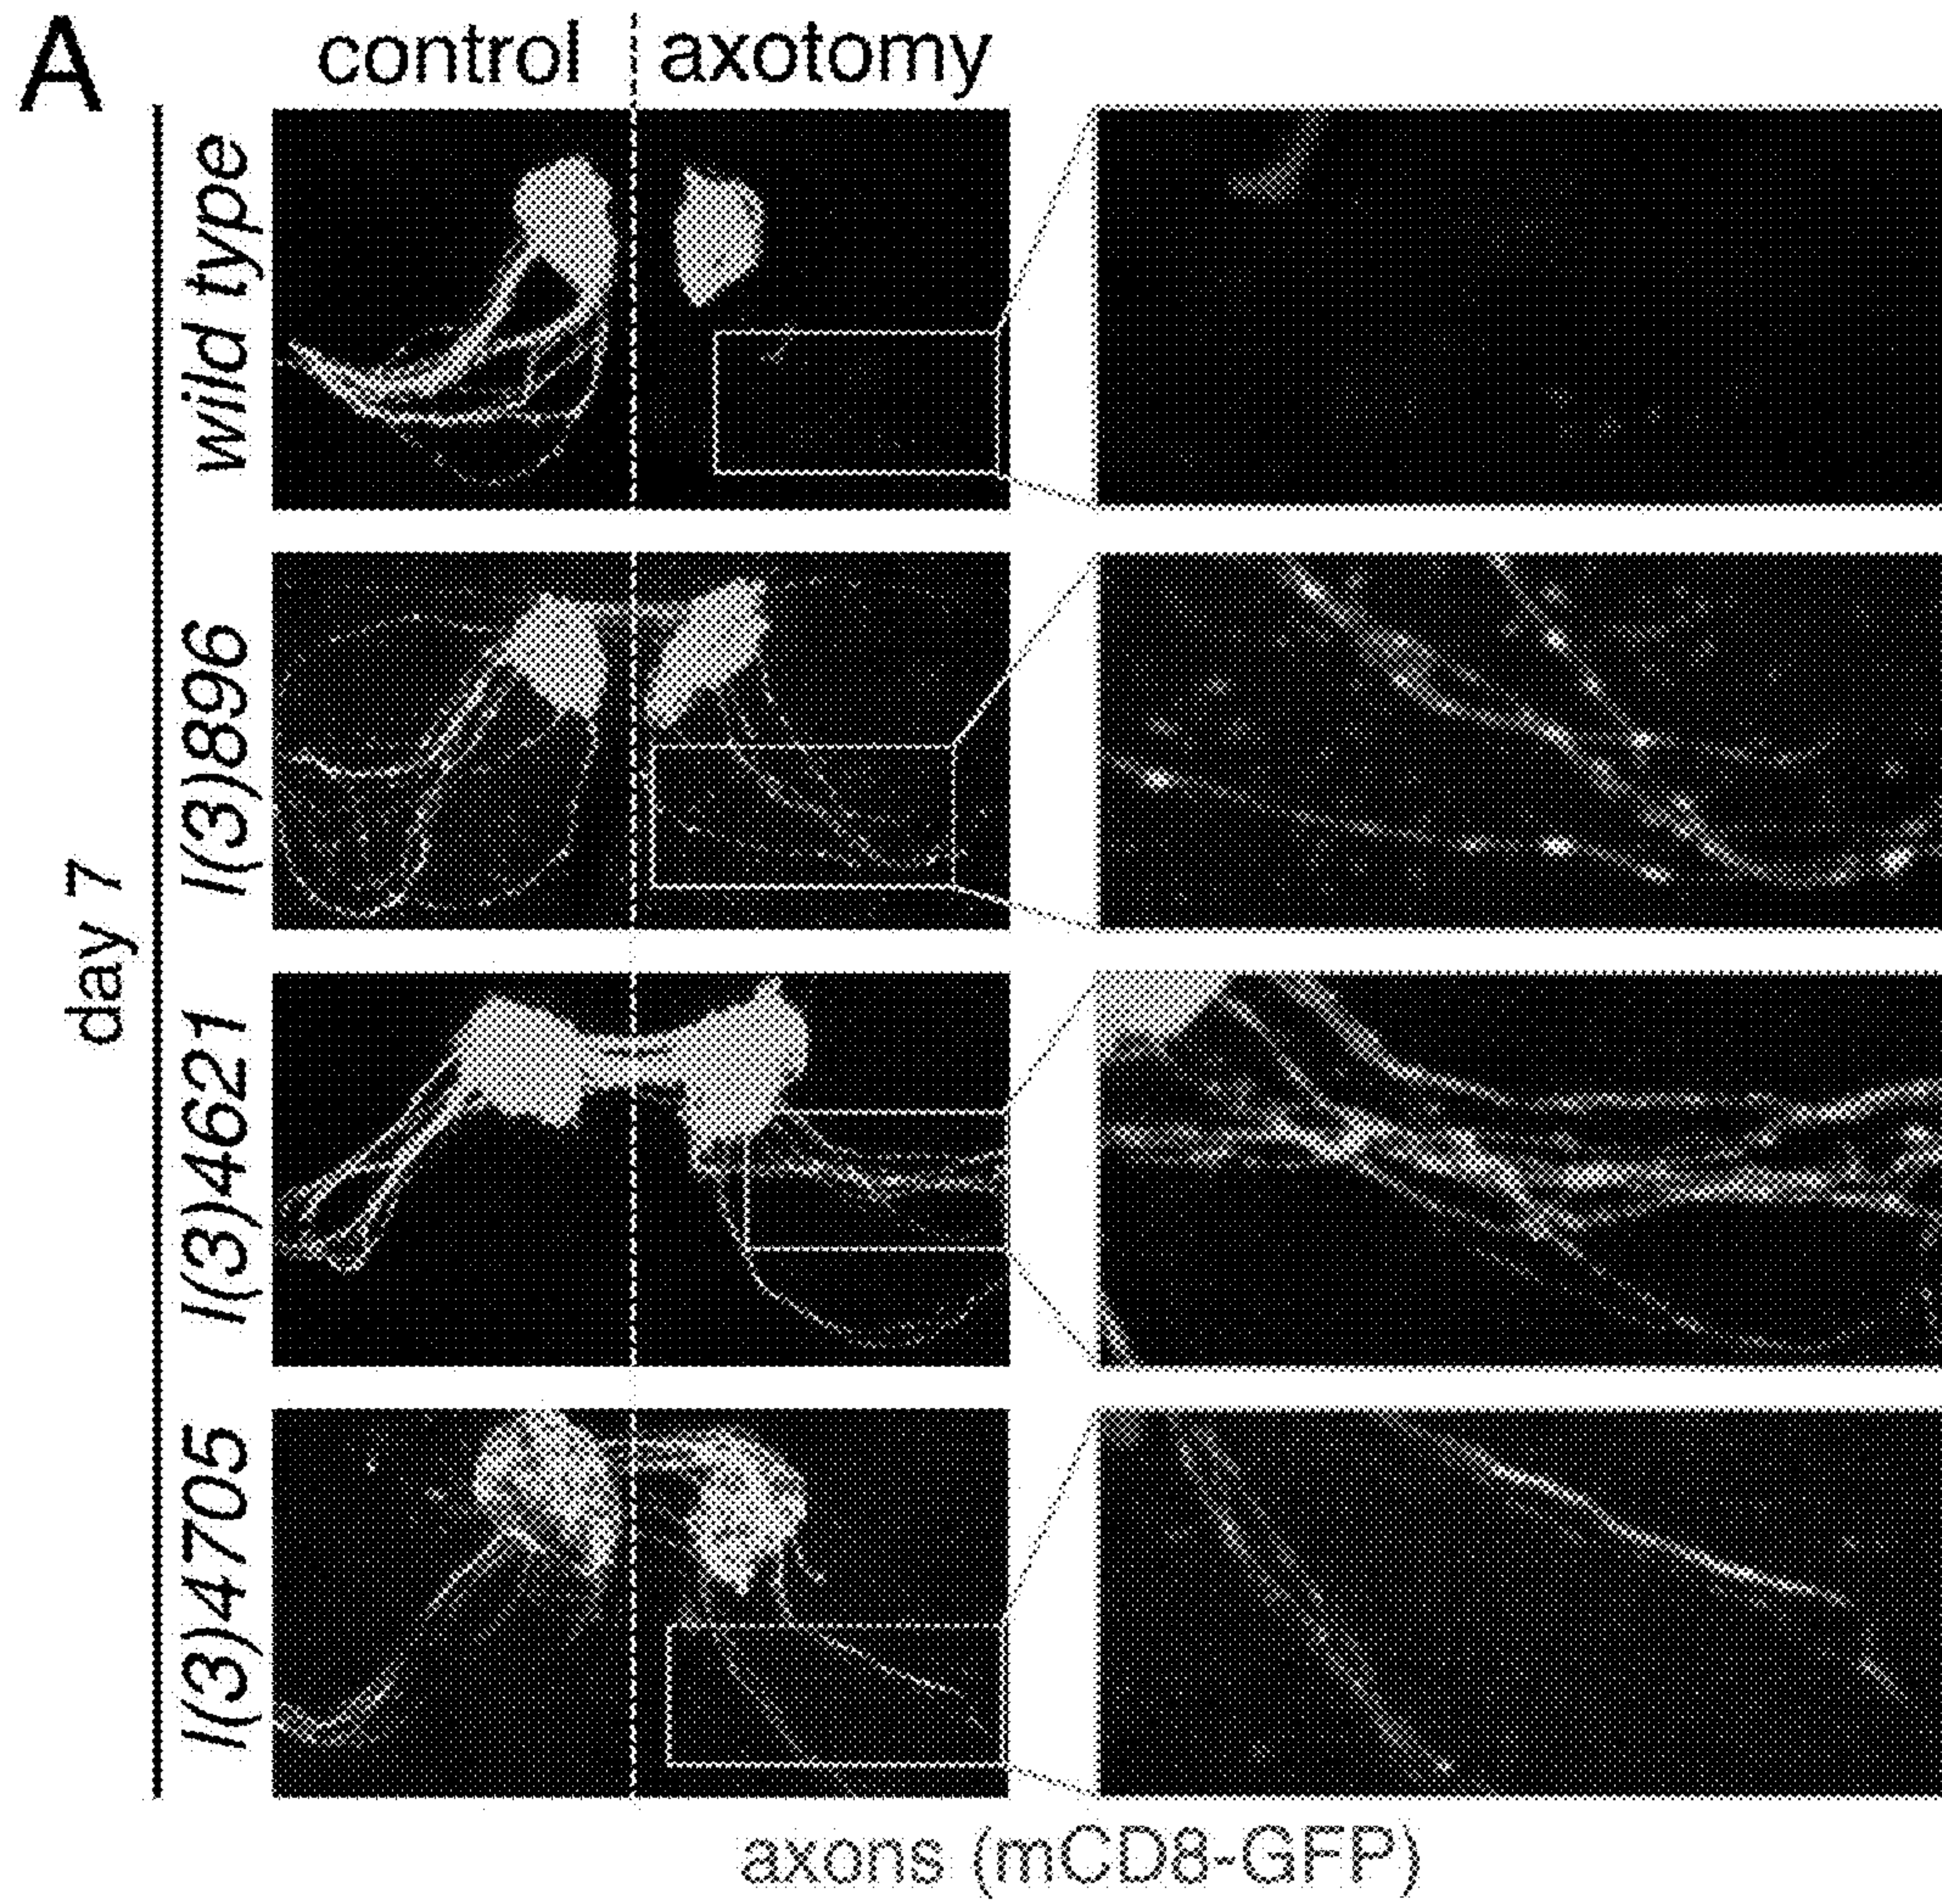 A
control axotomy
day 7
wild type
l(3)896
l(3)4621
l(3)4705
axons (mCD8-GFP)